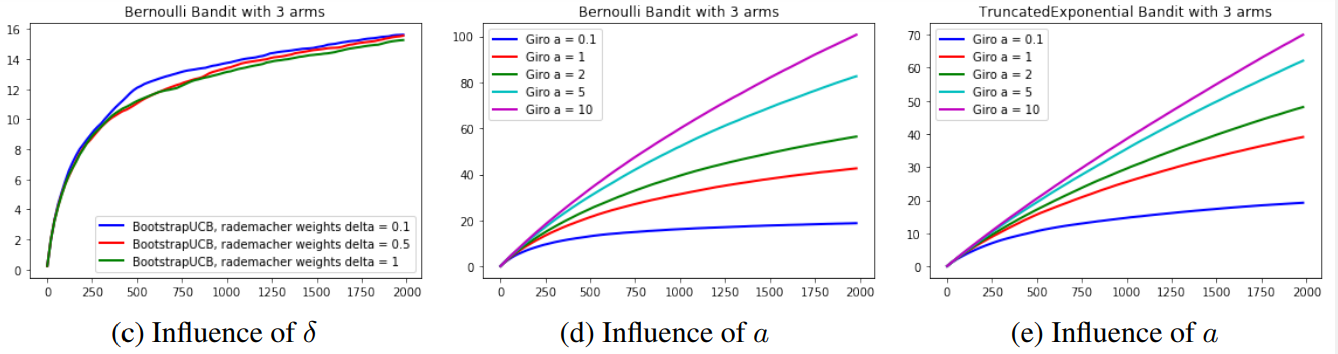 Bernoulli Bandit with 3 arms
16
14
12
10
8
6
4
2
0
BootstrapUCB, rademacher weights delta = 0.1
BootstrapUCB, rademacher weights delta = 0.5
BootstrapUCB, rademacher weights delta = 1
0 250 500 750 1000 1250 1500 1750 2000
(c) Influence of δ
Bernoulli Bandit with 3 arms
100
80
60
40
20
0
Giro a = 0.1
Giro a = 1
Giro a = 2
Giro a = 5
Giro a = 10
0 250 500 750 1000 1250 1500 1750 2000
(d) Influence of a
TruncatedExponential Bandit with 3 arms
70
60
50
40
30
20
10
0
Giro a = 0.1
Giro a = 1
Giro a = 2
Giro a = 5
Giro a = 10
0 250 500 750 1000 1250 1500 1750 2000
(e) Influence of a